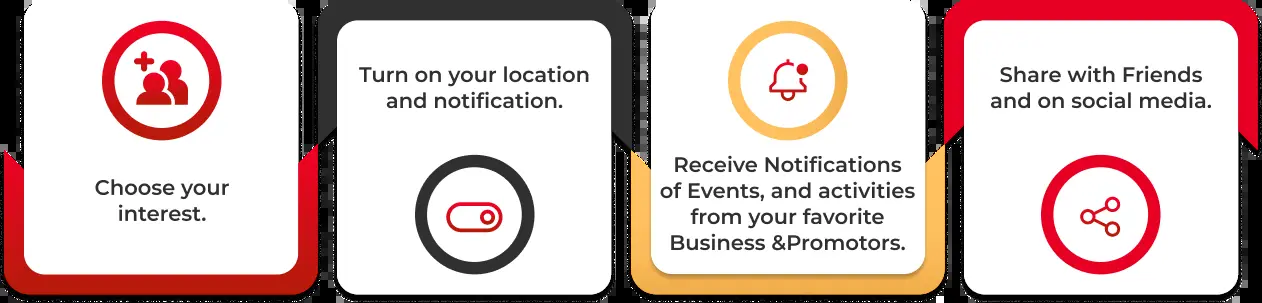 Choose your
interest.
Turn on your location
and notification.
Receive Notifications
of Events, and activities
from your favorite
Business &Promotors.
Share with Friends
and on social media.